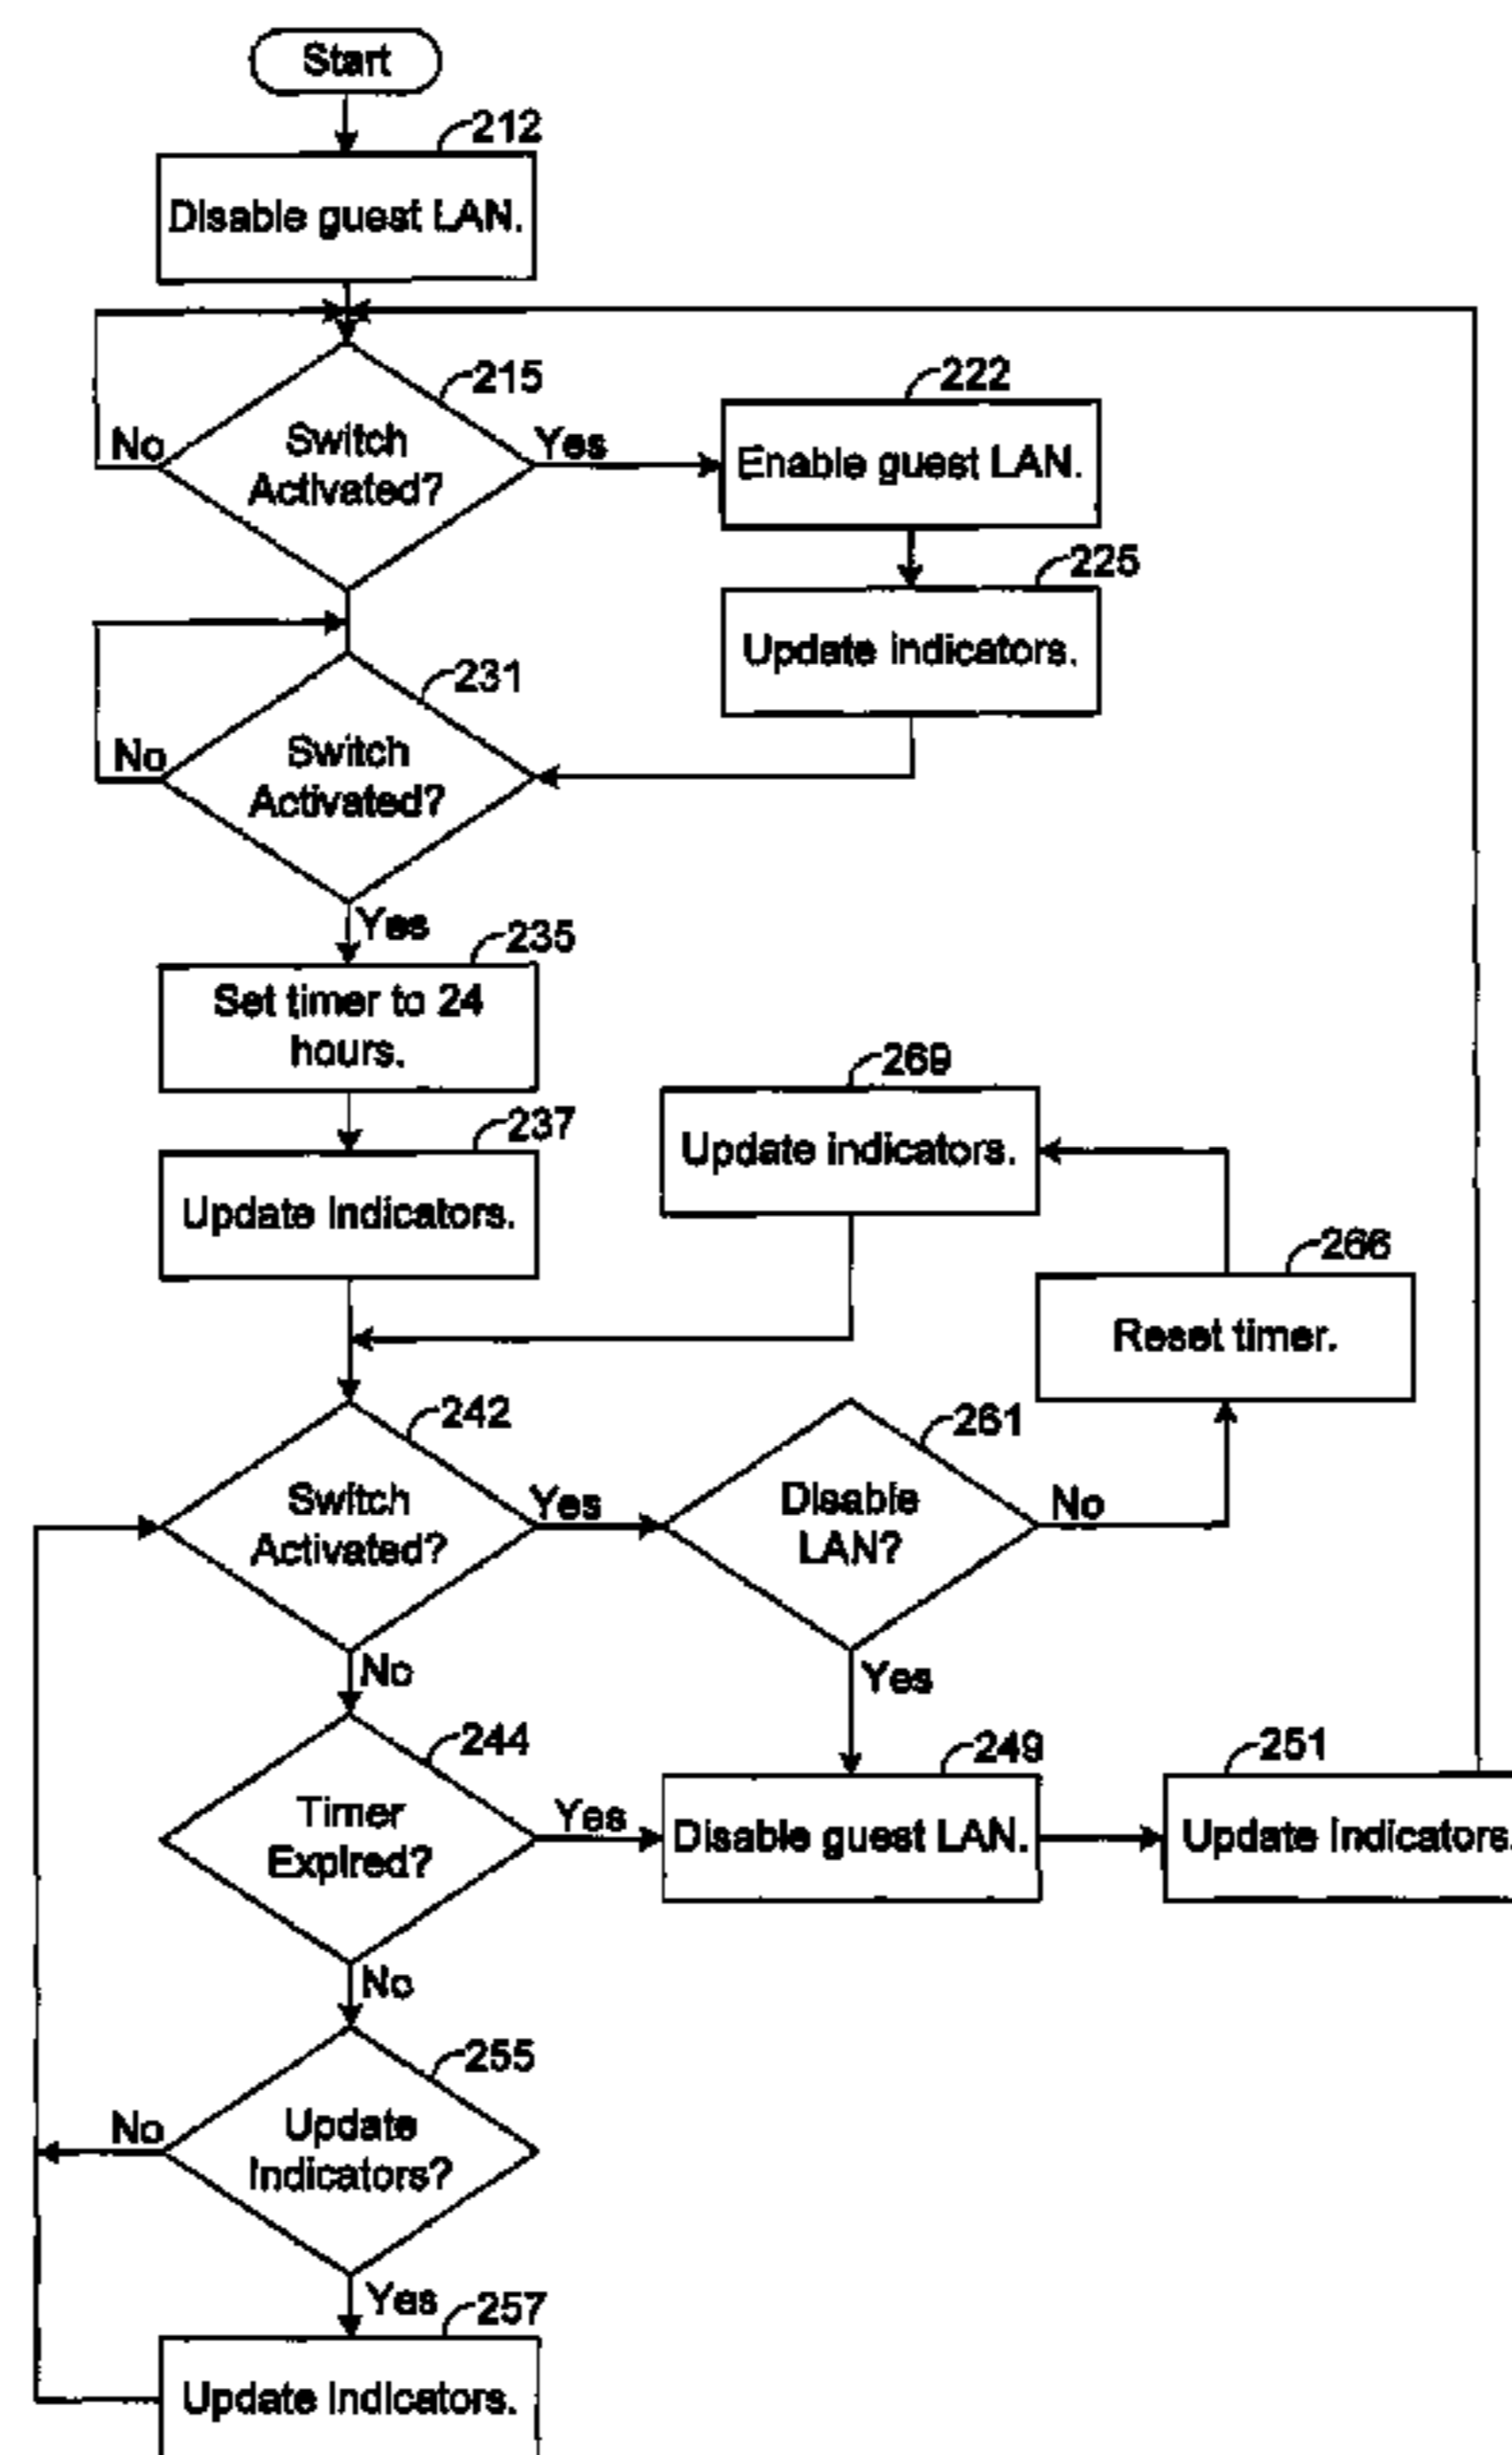 Start
212
Disable guest LAN.
215
Switch
Activated?
No
Yes
222
Enable guest LAN.
225
Update indicators.
231
Switch
Activated?
No
Yes
235
Set timer to 24
hours.
237
Update indicators.
269
Update indicators.
266
Reset timer.
242
Switch
Activated?
Yes
No
261
Disable
LAN?
No
Yes
244
Timer
Expired?
Yes
No
249
Disable guest LAN.
251
Update indicators.
255
Update
Indicators?
No
Yes
257
Update indicators.